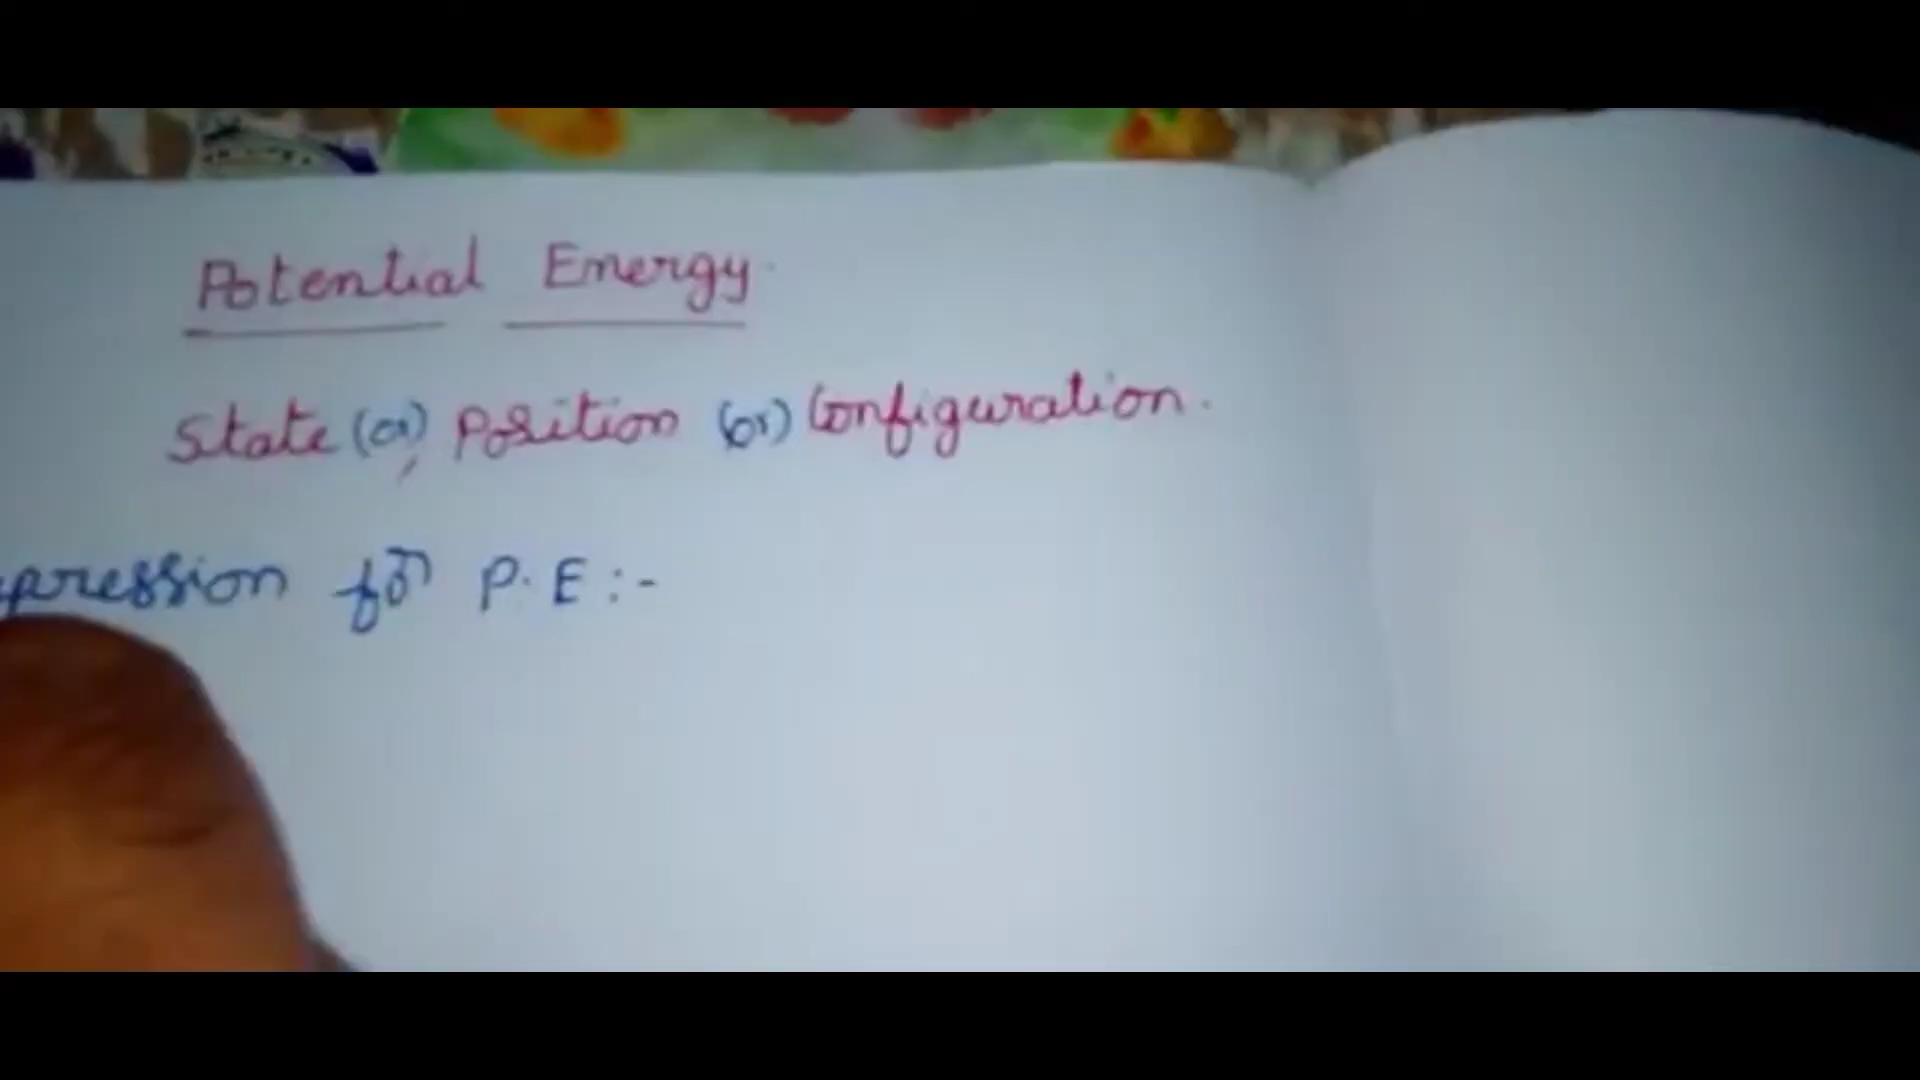 Potential Energy.
State (or) Position (or) Configuration.
pression for P.E :-